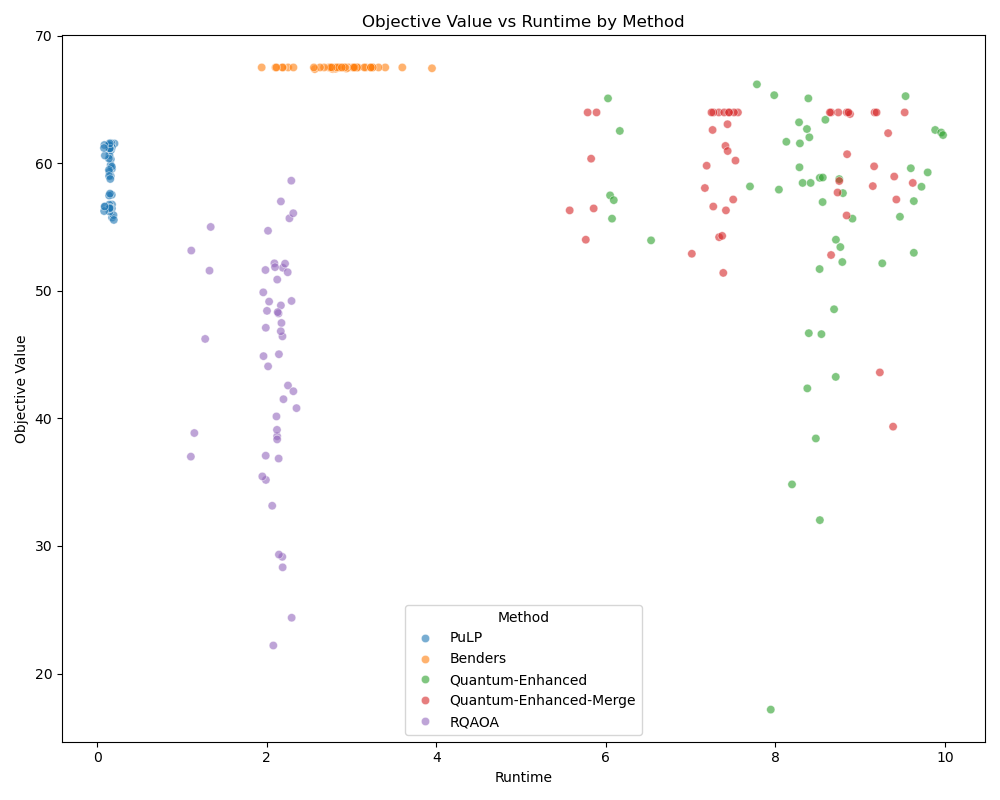 Objective Value vs Runtime by Method
Objective Value
70
60
50
40
30
20
0
2
4
6
8
10
Runtime
Method
PuLP
Benders
Quantum-Enhanced
Quantum-Enhanced-Merge
RQAOA